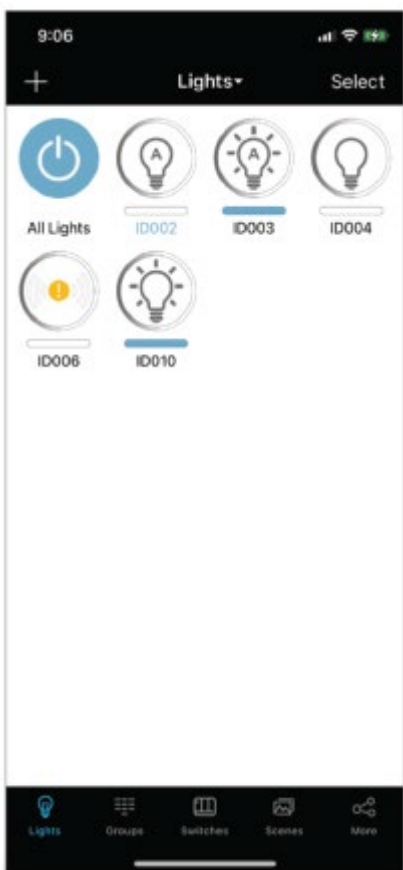 9:06
Lights
Select
A
A
All Lights
ID002
ID003
ID004
ID006
ID010
Lights
Groups
Switches
Scenes
More